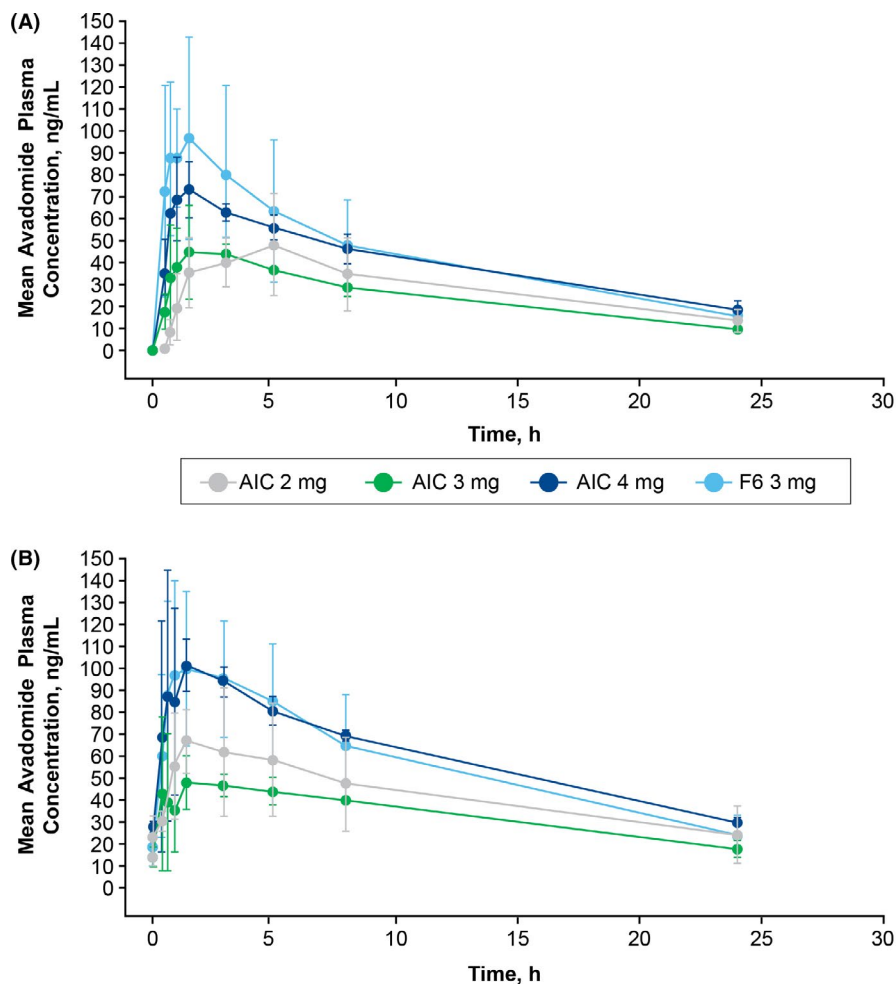 (A)
150
140
130
120
110
100
90
80
70
60
50
40
30
20
10
0
Mean Avadomide Plasma
Concentration, ng/mL
0 5 10 15 20 25 30
Time, h
AIC 2 mg AIC 3 mg AIC 4 mg F6 3 mg
(B)
150
140
130
120
110
100
90
80
70
60
50
40
30
20
10
0
Mean Avadomide Plasma
Concentration, ng/mL
0 5 10 15 20 25 30
Time, h